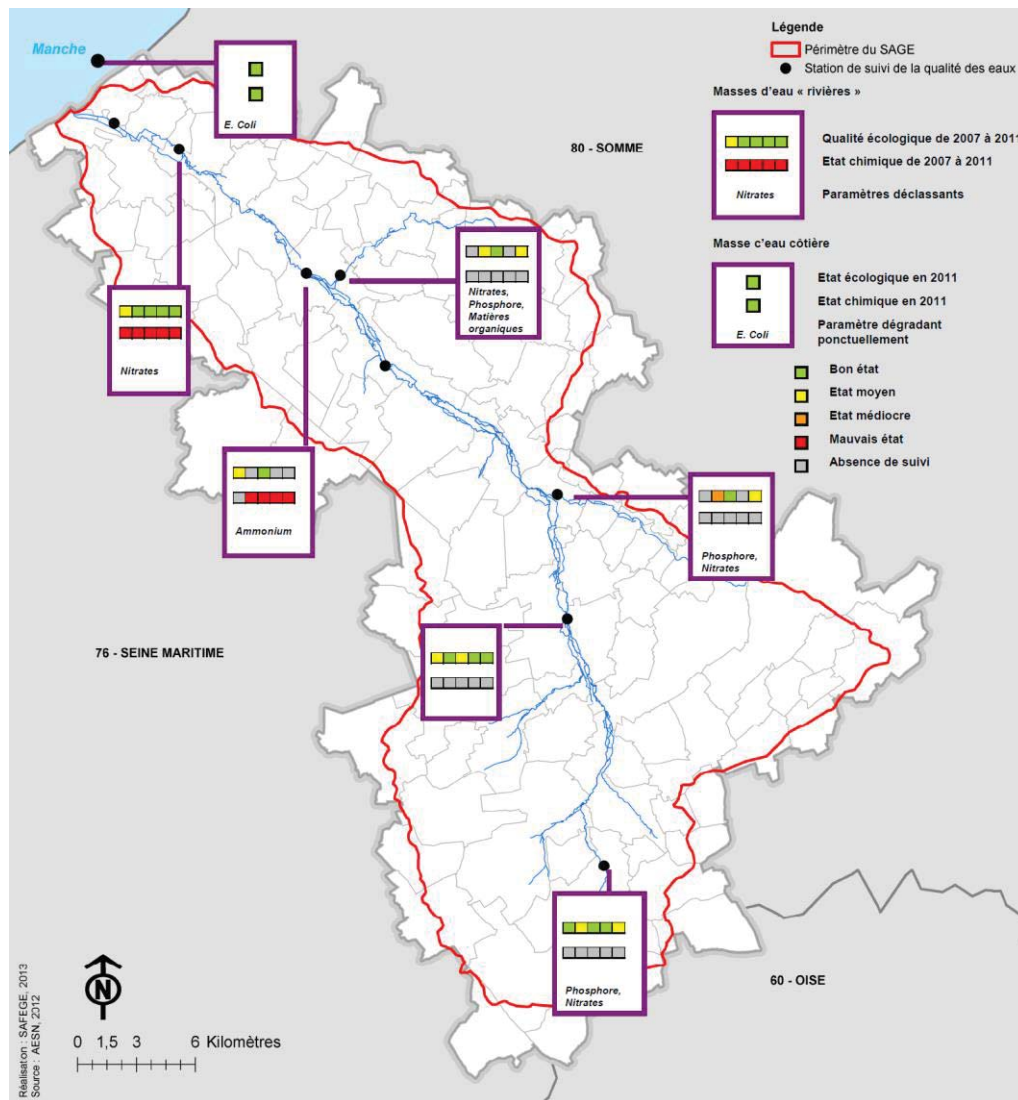 Manche
E. Coli
80 - SOMME
Légende
Périmètre du SAGE
Station de suivi de la qualité des eaux
Masses d'eau « rivières »
Qualité écologique de 2007 à 2011
Etat chimique de 2007 à 2011
Nitrates
Paramètres déclassants
Masse c'eau côtière
Etat écologique en 2011
Etat chimique en 2011
E. Coli
Paramètre dégradant
ponctuellement
Bon état
Etat moyen
Etat médiocre
Mauvais état
Absence de suivi
Nitrates,
Phosphore,
Matières
organiques
Nitrates
Ammonium
Phosphore,
Nitrates
76 - SEINE MARITIME
Phosphore,
Nitrates
60 - OISE
N
0 1,5 3 6 Kilomètres
Réalisation : SAFEGE, 2013
Source : AESN, 2012